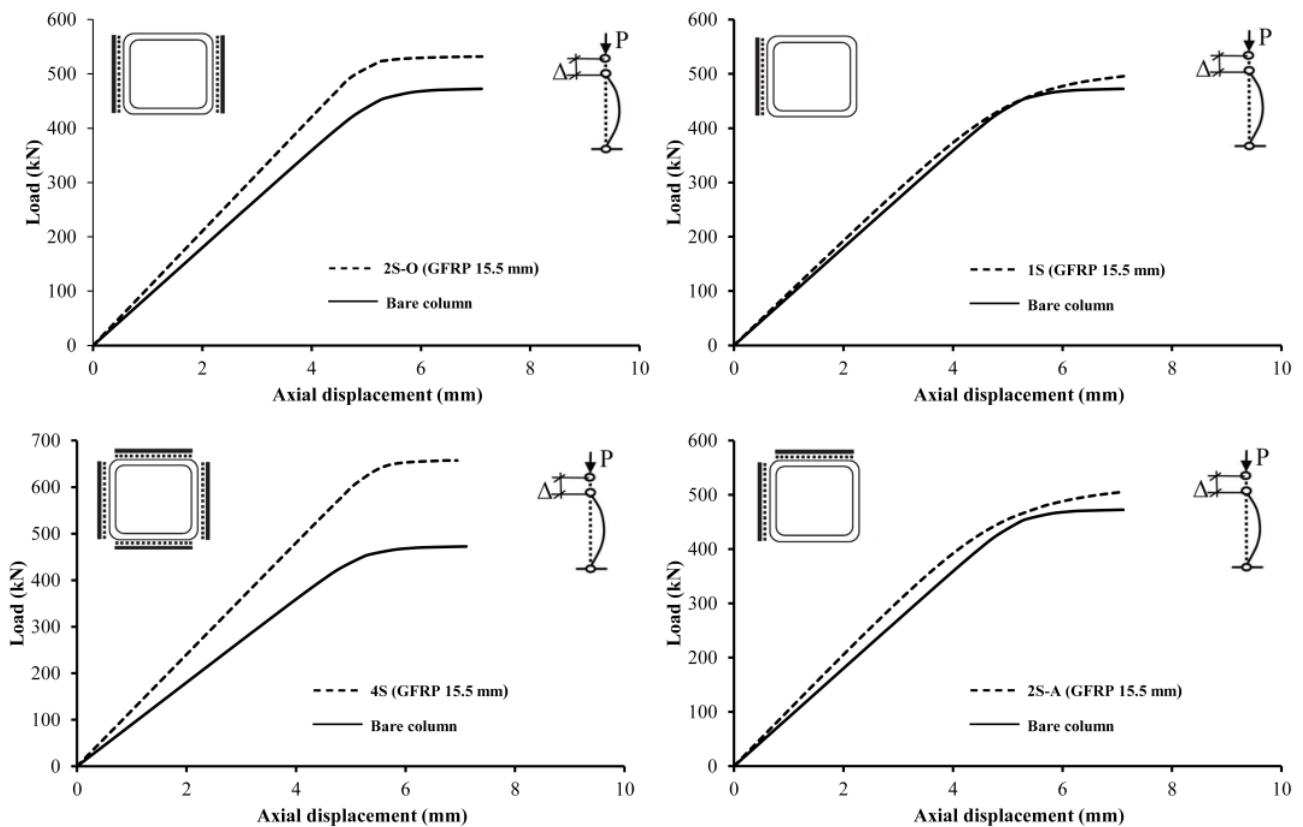 600
500
400
300
200
100
0
Load (kN)
P
Δ
2S-O (GFRP 15.5 mm)
Bare column
0 2 4 6 8 10
Axial displacement (mm)
600
500
400
300
200
100
0
Load (kN)
P
Δ
1S (GFRP 15.5 mm)
Bare column
0 2 4 6 8 10
Axial displacement (mm)
700
600
500
400
300
200
100
0
Load (kN)
P
Δ
4S (GFRP 15.5 mm)
Bare column
0 2 4 6 8 10
Axial displacement (mm)
600
500
400
300
200
100
0
Load (kN)
P
Δ
2S-A (GFRP 15.5 mm)
Bare column
0 2 4 6 8 10
Axial displacement (mm)